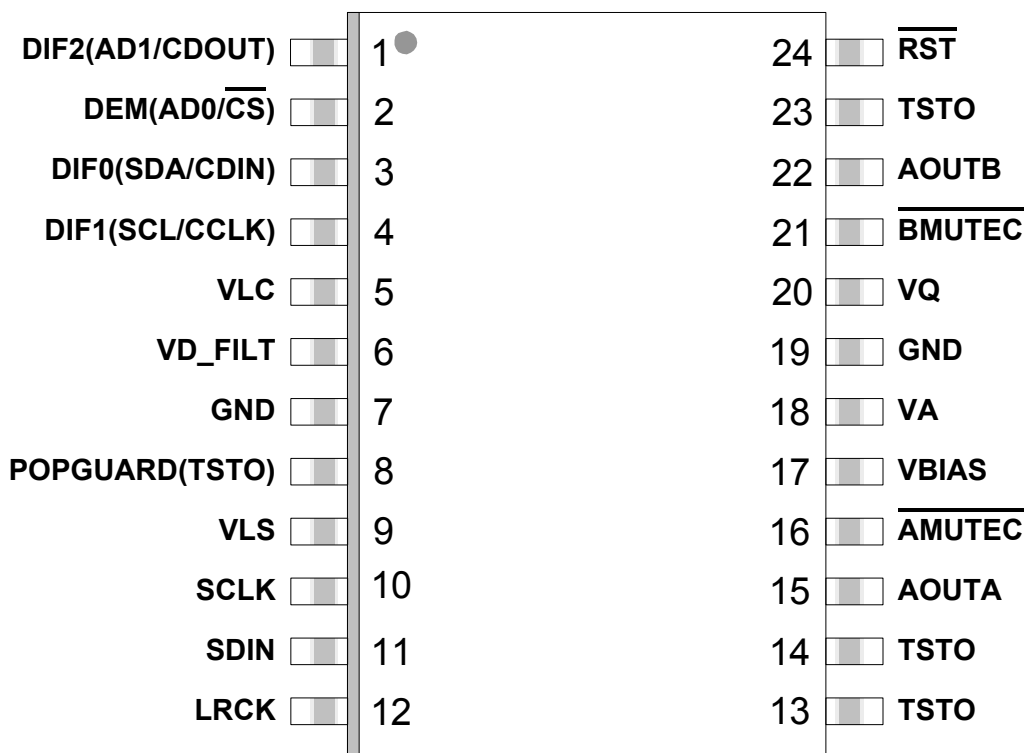 DIF2(AD1/CDOUT) 1 24 RST
DEM(AD0/CS) 2 23 TSTO
DIF0(SDA/CDIN) 3 22 AOUTB
DIF1(SCL/CCLK) 4 21 BMUTEC
VLC 5 20 VQ
VD_FILT 6 19 GND
GND 7 18 VA
POPGUARD(TSTO) 8 17 VBIAS
VLS 9 16 AMUTEC
SCLK 10 15 AOUTA
SDIN 11 14 TSTO
LRCK 12 13 TSTO